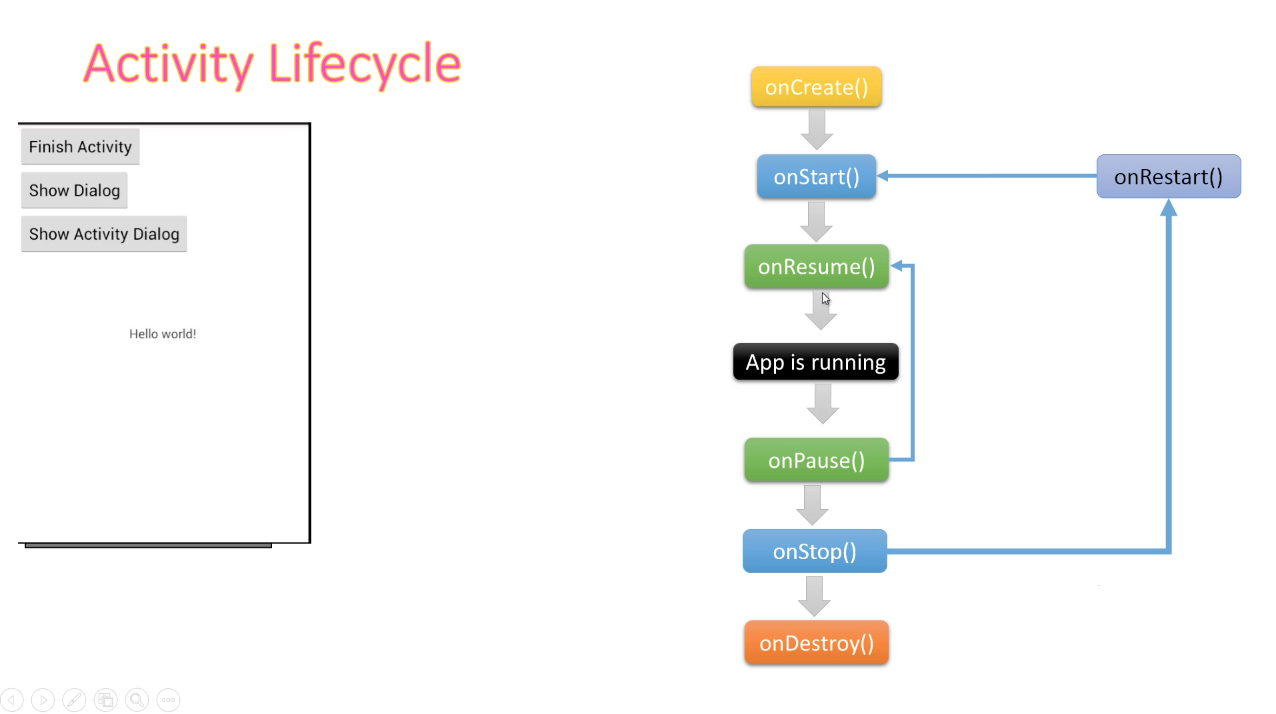 Activity Lifecycle
Finish Activity
Show Dialog
Show Activity Dialog
Hello world!
onCreate()
onStart()
onRestart()
onResume()
App is running
onPause()
onStop()
onDestroy()